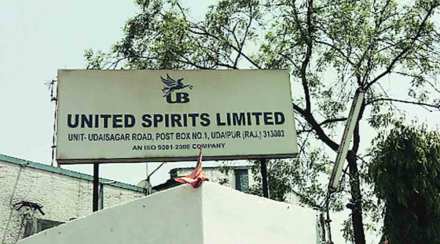 UB
UNITED SPIRITS LIMITED
UNIT- UDAISAGAR ROAD, POST BOX NO.1, UDAIPUR (RAJ.) 313003
AN ISO 9001-2000 COMPANY